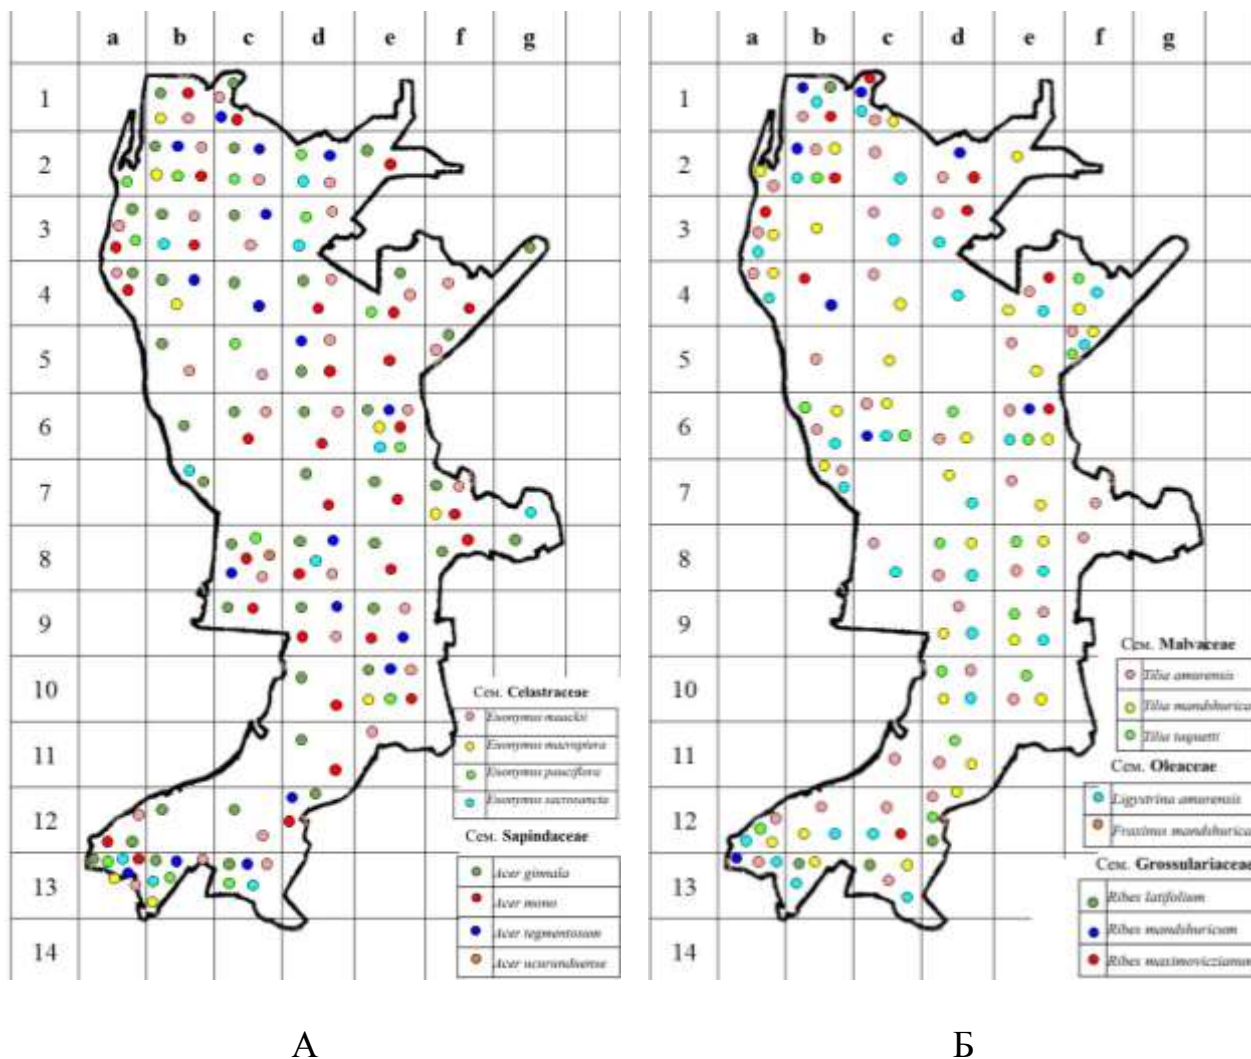 a b c d e f g
1
2
3
4
5
6
7
8
9
10
11
12
13
14
Сем. Celastraceae
Euonymus maackii
Euonymus macroptera
Euonymus pauciflora
Euonymus sacrosancta
Сем. Sapindaceae
Acer ginnala
Acer mono
Acer tegmentosum
Acer ucurunduense
А
a b c d e f g
1
2
3
4
5
6
7
8
9
10
11
12
13
14
Сем. Malvaceae
Tilia amurensis
Tilia mandshurica
Tilia taquetii
Сем. Oleaceae
Ligustrina amurensis
Fraxinus mandshurica
Сем. Grossulariaceae
Ribes latifolium
Ribes mandshuricum
Ribes maximoviczianum
Б